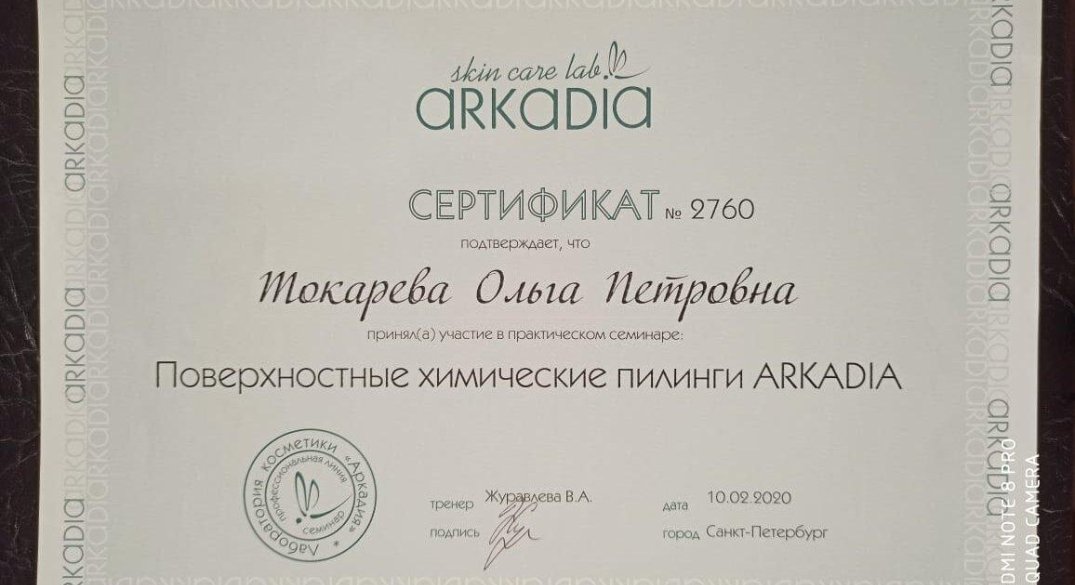 skin care lab.
ARKADIA
СЕРТИФИКАТ № 2760
подтверждает, что
Токарева Ольга Петровна
принял(а) участие в практическом семинаре:
Поверхностные химические пилинги ARKADIA
Лаборатория косметики «Аркадия»
профессиональная линия
семинар
тренер Журавлева В.А.
подпись
дата 10.02.2020
город Санкт-Петербург
REDMI NOTE 8 PRO
QUAD CAMERA